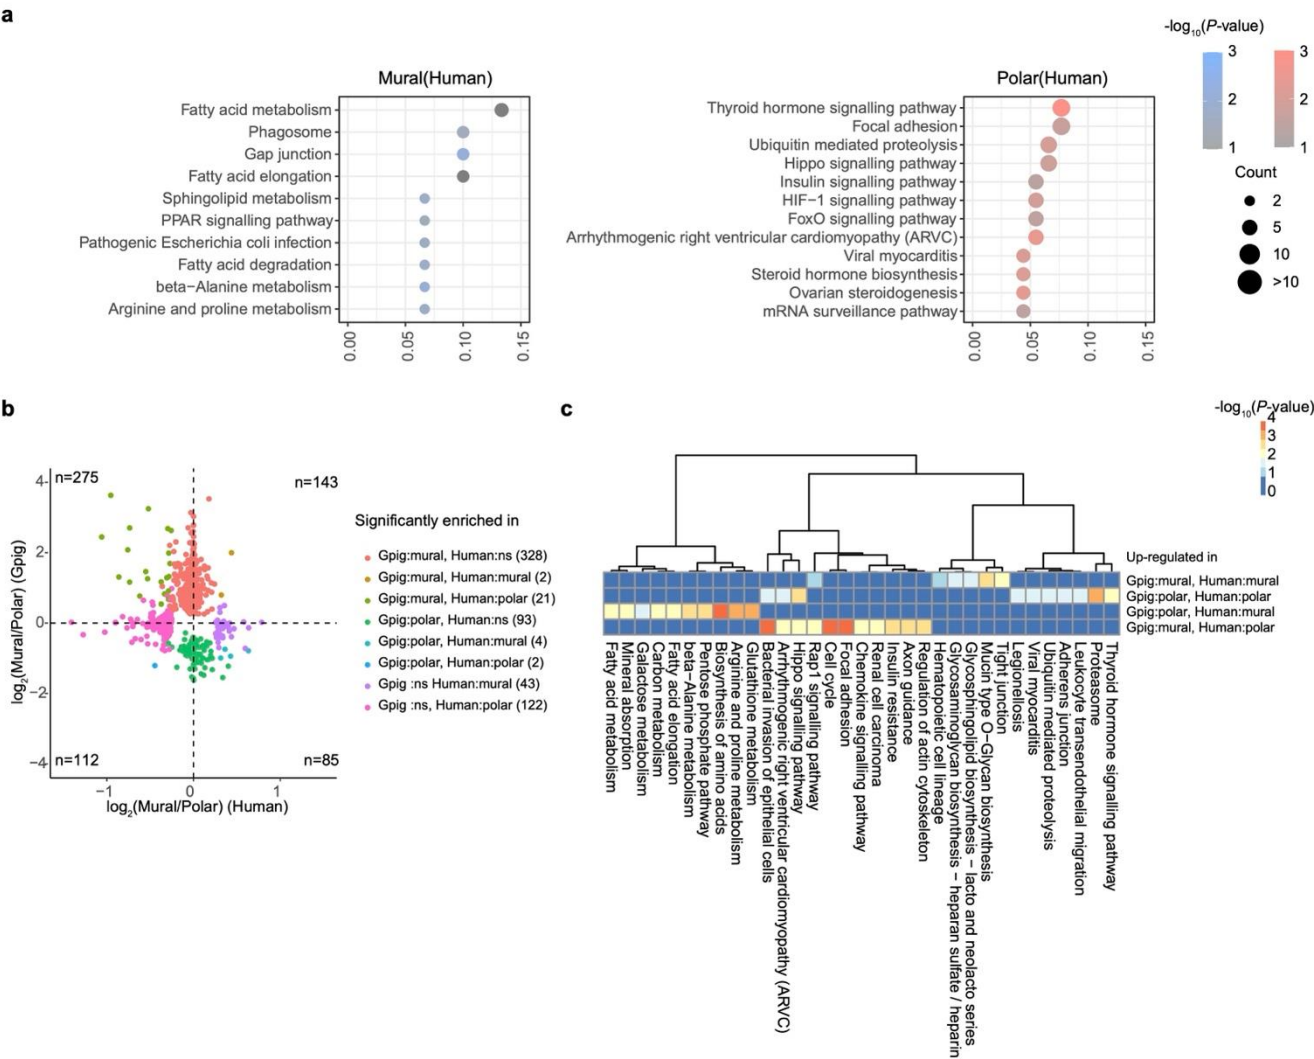 a
-log10(P-value)
3
2
1
3
2
1
Count
2
5
10
>10
Mural(Human)
Fatty acid metabolism
Phagosome
Gap junction
Fatty acid elongation
Sphingolipid metabolism
PPAR signalling pathway
Pathogenic Escherichia coli infection
Fatty acid degradation
beta−Alanine metabolism
Arginine and proline metabolism
0.00 0.05 0.10 0.15
Polar(Human)
Thyroid hormone signalling pathway
Focal adhesion
Ubiquitin mediated proteolysis
Hippo signalling pathway
Insulin signalling pathway
HIF−1 signalling pathway
FoxO signalling pathway
Arrhythmogenic right ventricular cardiomyopathy (ARVC)
Viral myocarditis
Steroid hormone biosynthesis
Ovarian steroidogenesis
mRNA surveillance pathway
0.00 0.05 0.10 0.15
b
n=275
n=143
n=112
n=85
4
2
0
−2
−4
log2(Mural/Polar) (Gpig)
−1 0 1
log2(Mural/Polar) (Human)
Significantly enriched in
Gpig:mural, Human:ns (328)
Gpig:mural, Human:mural (2)
Gpig:mural, Human:polar (21)
Gpig:polar, Human:ns (93)
Gpig:polar, Human:mural (4)
Gpig:polar, Human:polar (2)
Gpig :ns Human:mural (43)
Gpig :ns, Human:polar (122)
c
-log10(P-value)
4
3
2
1
0
Up-regulated in
Gpig:mural, Human:mural
Gpig:polar, Human:polar
Gpig:polar, Human:mural
Gpig:mural, Human:polar
Fatty acid metabolism
Mineral absorption
Galactose metabolism
Carbon metabolism
Fatty acid elongation
beta−Alanine metabolism
Pentose phosphate pathway
Biosynthesis of amino acids
Arginine and proline metabolism
Glutathione metabolism
Bacterial invasion of epithelial cells
Arrhythmogenic right ventricular cardiomyopathy (ARVC)
Hippo signalling pathway
Rap1 signalling pathway
Cell cycle
Focal adhesion
Chemokine signalling pathway
Renal cell carcinoma
Insulin resistance
Axon guidance
Regulation of actin cytoskeleton
Hematopoietic cell lineage
Glycosaminoglycan biosynthesis − heparan sulfate / heparin
Glycosphingolipid biosynthesis − lacto and neolacto series
Mucin type O−Glycan biosynthesis
Tight junction
Legionellosis
Viral myocarditis
Ubiquitin mediated proteolysis
Adherens junction
Leukocyte transendothelial migration
Proteasome
Thyroid hormone signalling pathway